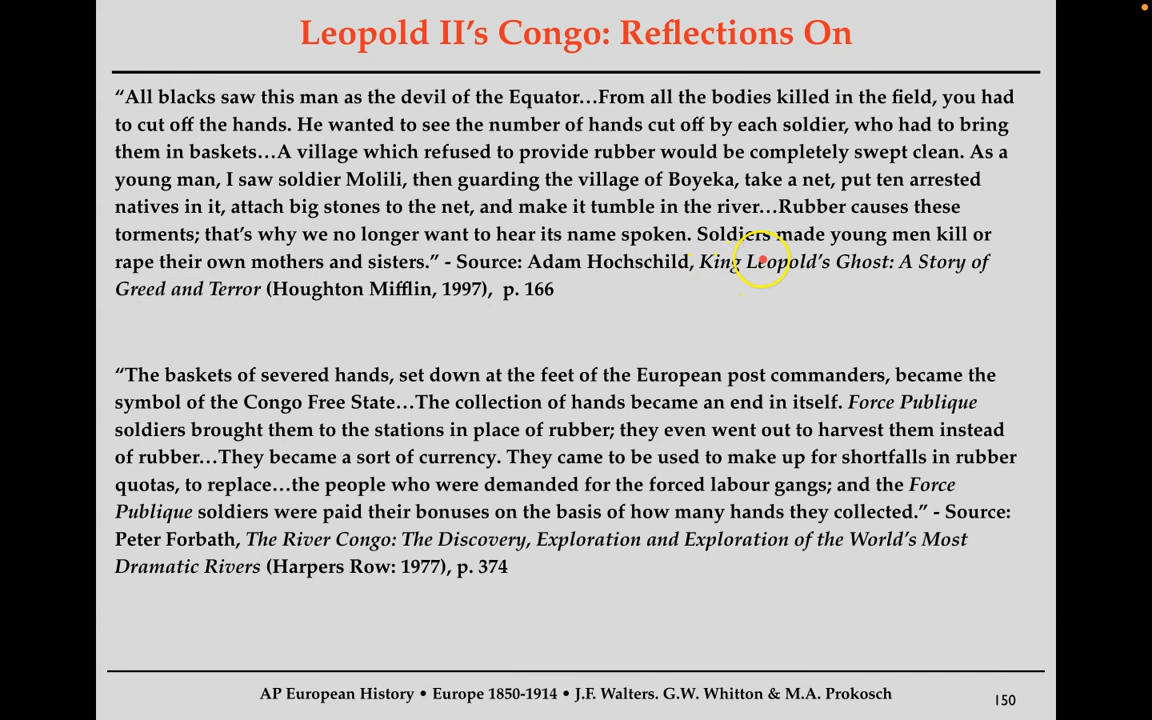 Leopold II’s Congo: Reflections On
“All blacks saw this man as the devil of the Equator…From all the bodies killed in the field, you had
to cut off the hands. He wanted to see the number of hands cut off by each soldier, who had to bring
them in baskets…A village which refused to provide rubber would be completely swept clean. As a
young man, I saw soldier Molili, then guarding the village of Boyeka, take a net, put ten arrested
natives in it, attach big stones to the net, and make it tumble in the river…Rubber causes these
torments; that’s why we no longer want to hear its name spoken. Soldiers made young men kill or
rape their own mothers and sisters.” - Source: Adam Hochschild, King Leopold’s Ghost: A Story of
Greed and Terror (Houghton Mifflin, 1997), p. 166
“The baskets of severed hands, set down at the feet of the European post commanders, became the
symbol of the Congo Free State…The collection of hands became an end in itself. Force Publique
soldiers brought them to the stations in place of rubber; they even went out to harvest them instead
of rubber…They became a sort of currency. They came to be used to make up for shortfalls in rubber
quotas, to replace…the people who were demanded for the forced labour gangs; and the Force
Publique soldiers were paid their bonuses on the basis of how many hands they collected.” - Source:
Peter Forbath, The River Congo: The Discovery, Exploration and Exploration of the World’s Most
Dramatic Rivers (Harpers Row: 1977), p. 374
AP European History • Europe 1850-1914 • J.F. Walters. G.W. Whitton & M.A. Prokosch
150